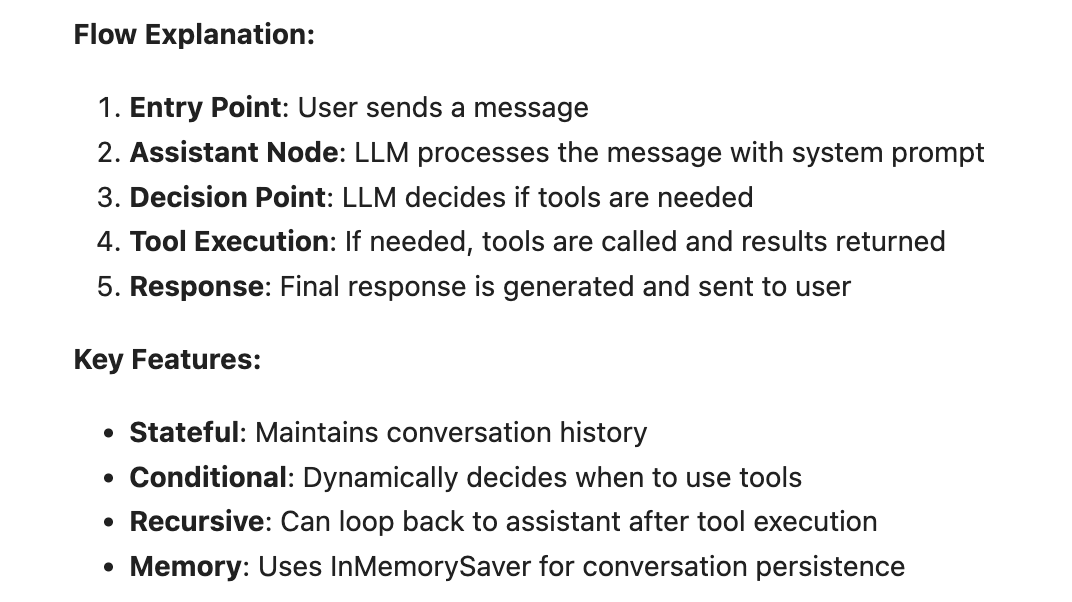 Flow Explanation:
1. Entry Point: User sends a message
2. Assistant Node: LLM processes the message with system prompt
3. Decision Point: LLM decides if tools are needed
4. Tool Execution: If needed, tools are called and results returned
5. Response: Final response is generated and sent to user
Key Features:
• Stateful: Maintains conversation history
• Conditional: Dynamically decides when to use tools
• Recursive: Can loop back to assistant after tool execution
• Memory: Uses InMemorySaver for conversation persistence